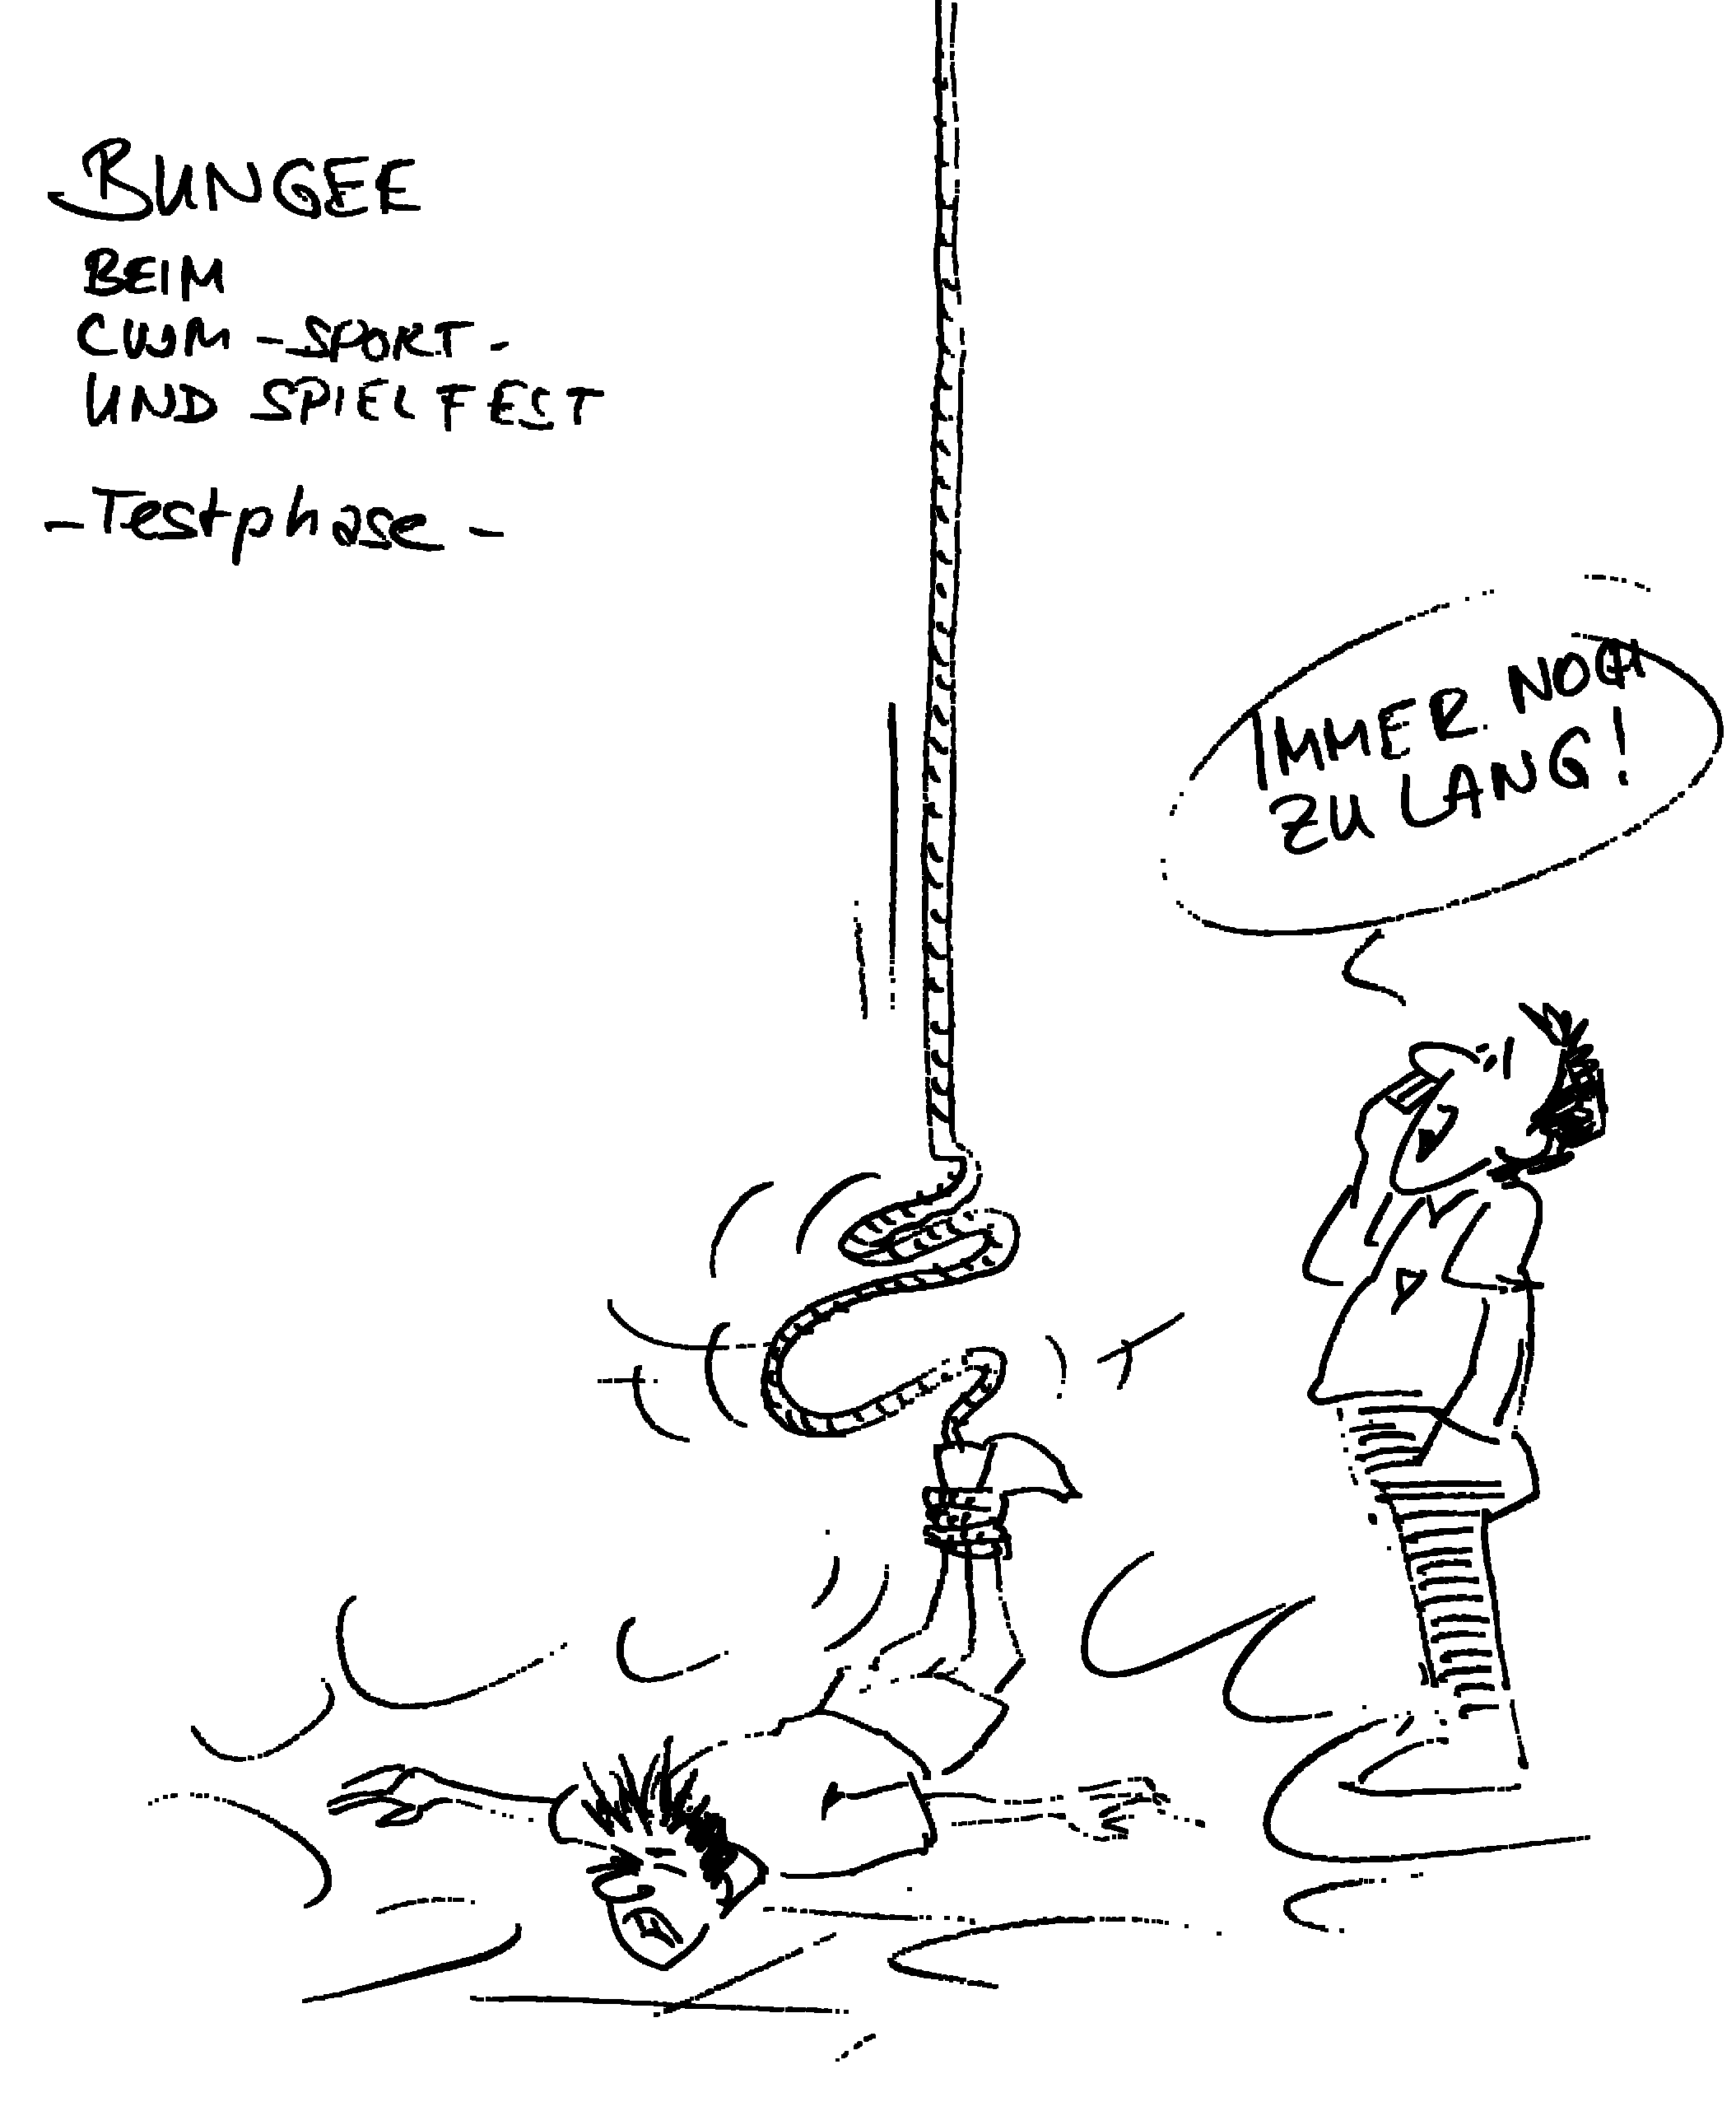 BUNGEE
BEIM
CVJM-SPORT-
UND SPIELFEST
-Testphase-
IMMER NOCH
ZU LANG!